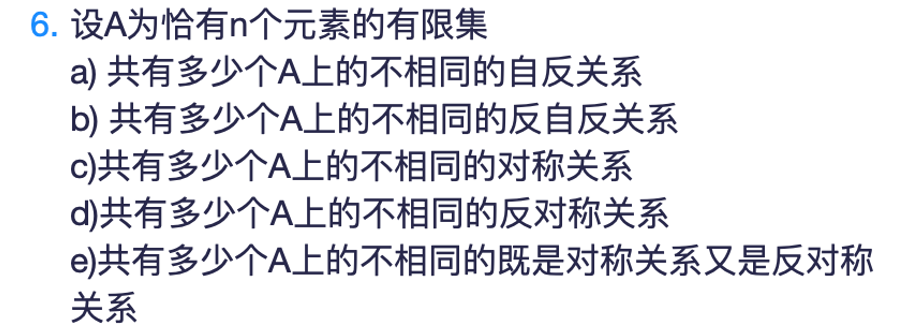 6. 设A为恰有n个元素的有限集
a) 共有多少个A上的不相同的自反关系
b) 共有多少个A上的不相同的反自反关系
c)共有多少个A上的不相同的对称关系
d)共有多少个A上的不相同的反对称关系
e)共有多少个A上的不相同的既是对称关系又是反对称
关系